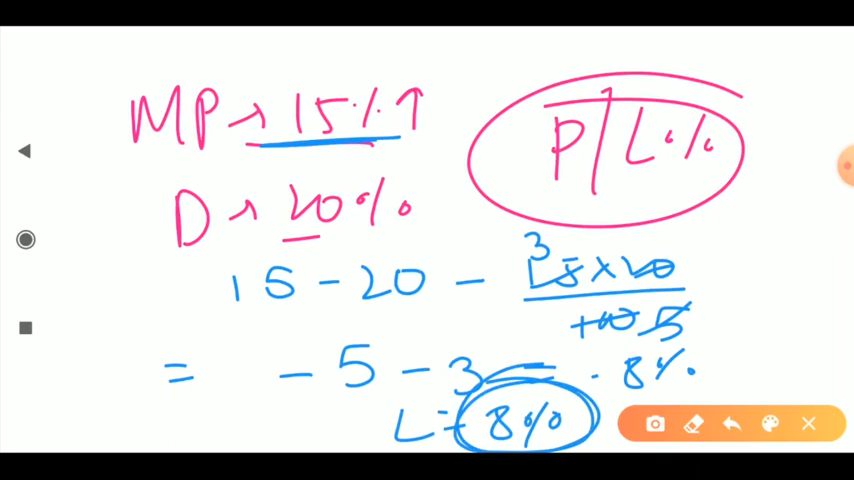 MP → 15% ↑
P/L%
D → 20%
15 - 20 - 15×20/100 3 5
= - 5 - 3 = - 8%
L = 8%